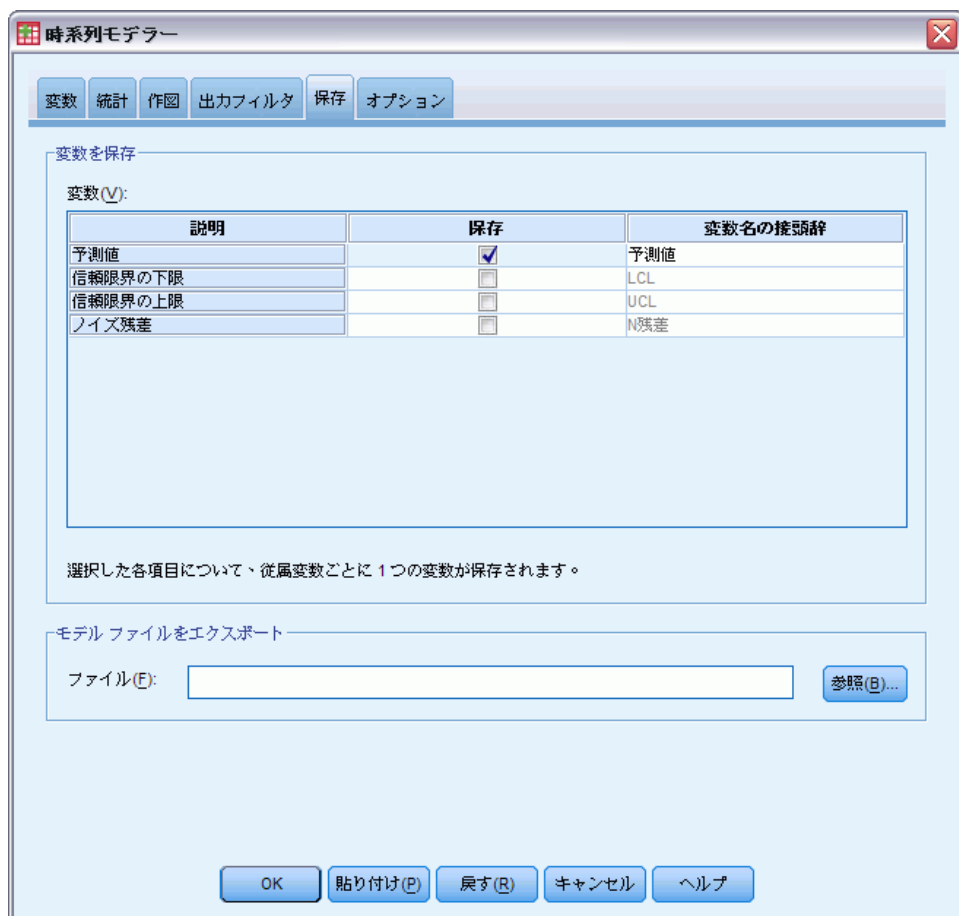 時系列モデラー
変数 統計 作図 出力フィルタ 保存 オプション
変数を保存
変数(V):
説明 保存 変数名の接頭辞
予測値 予測値
信頼限界の下限 LCL
信頼限界の上限 UCL
ノイズ残差 N残差
選択した各項目について、従属変数ごとに 1 つの変数が保存されます。
モデル ファイルをエクスポート
ファイル(F): 参照(B)...
OK 貼り付け(P) 戻す(R) キャンセル ヘルプ